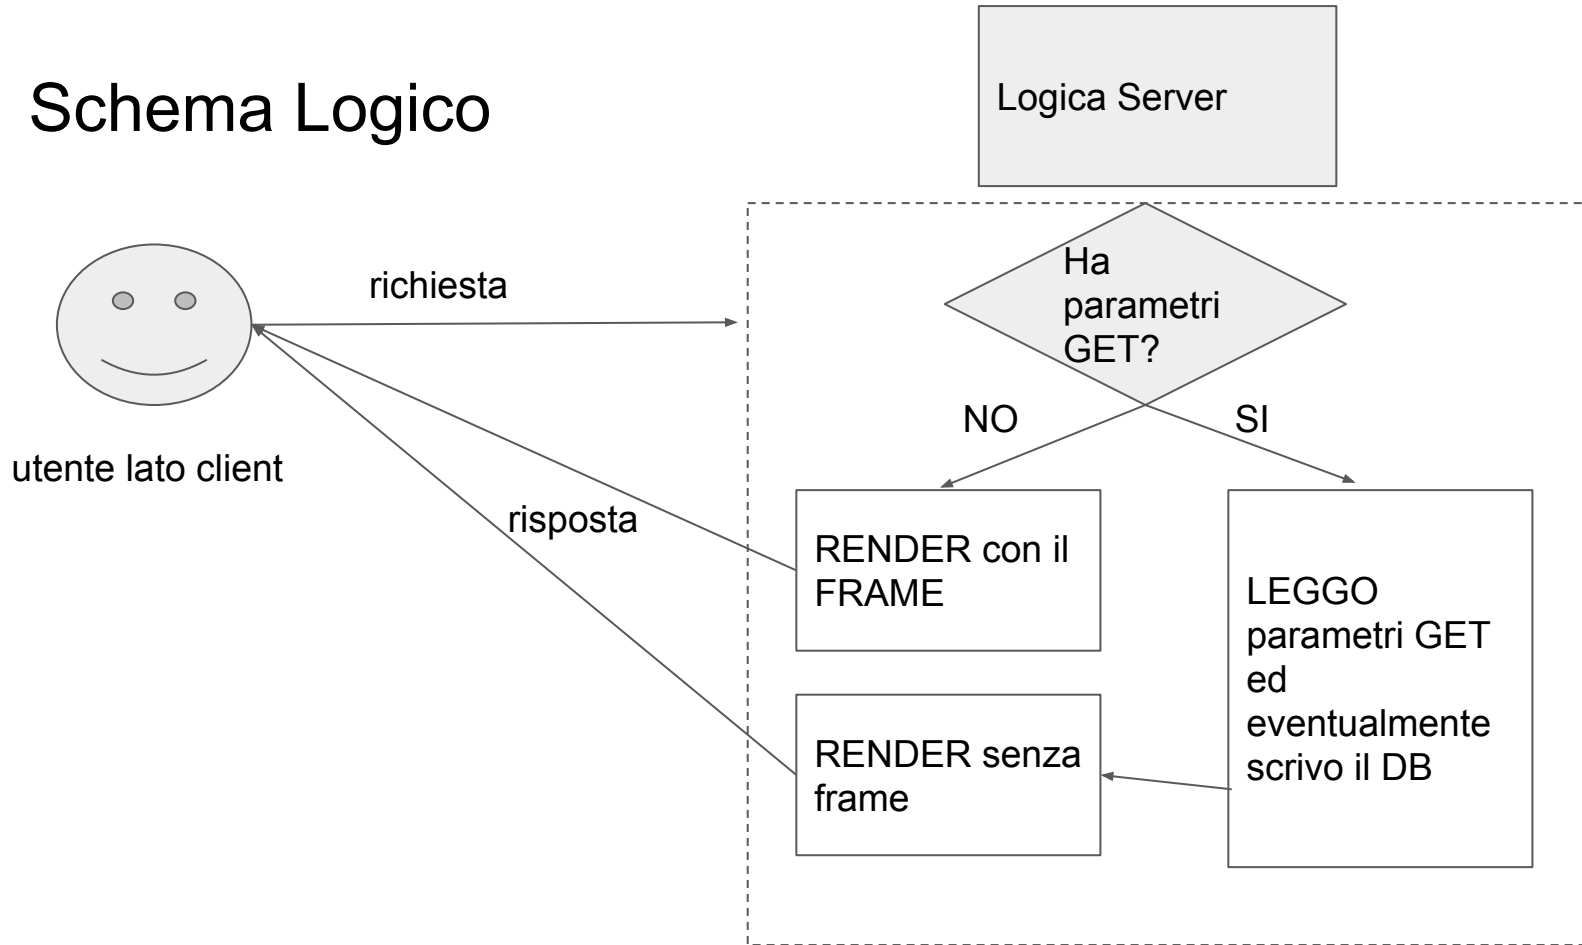 Schema Logico
Logica Server
richiesta
Ha
parametri
GET?
NO
SI
utente lato client
risposta
RENDER con il
FRAME
LEGGO
parametri GET
ed
eventualmente
scrivo il DB
RENDER senza
frame